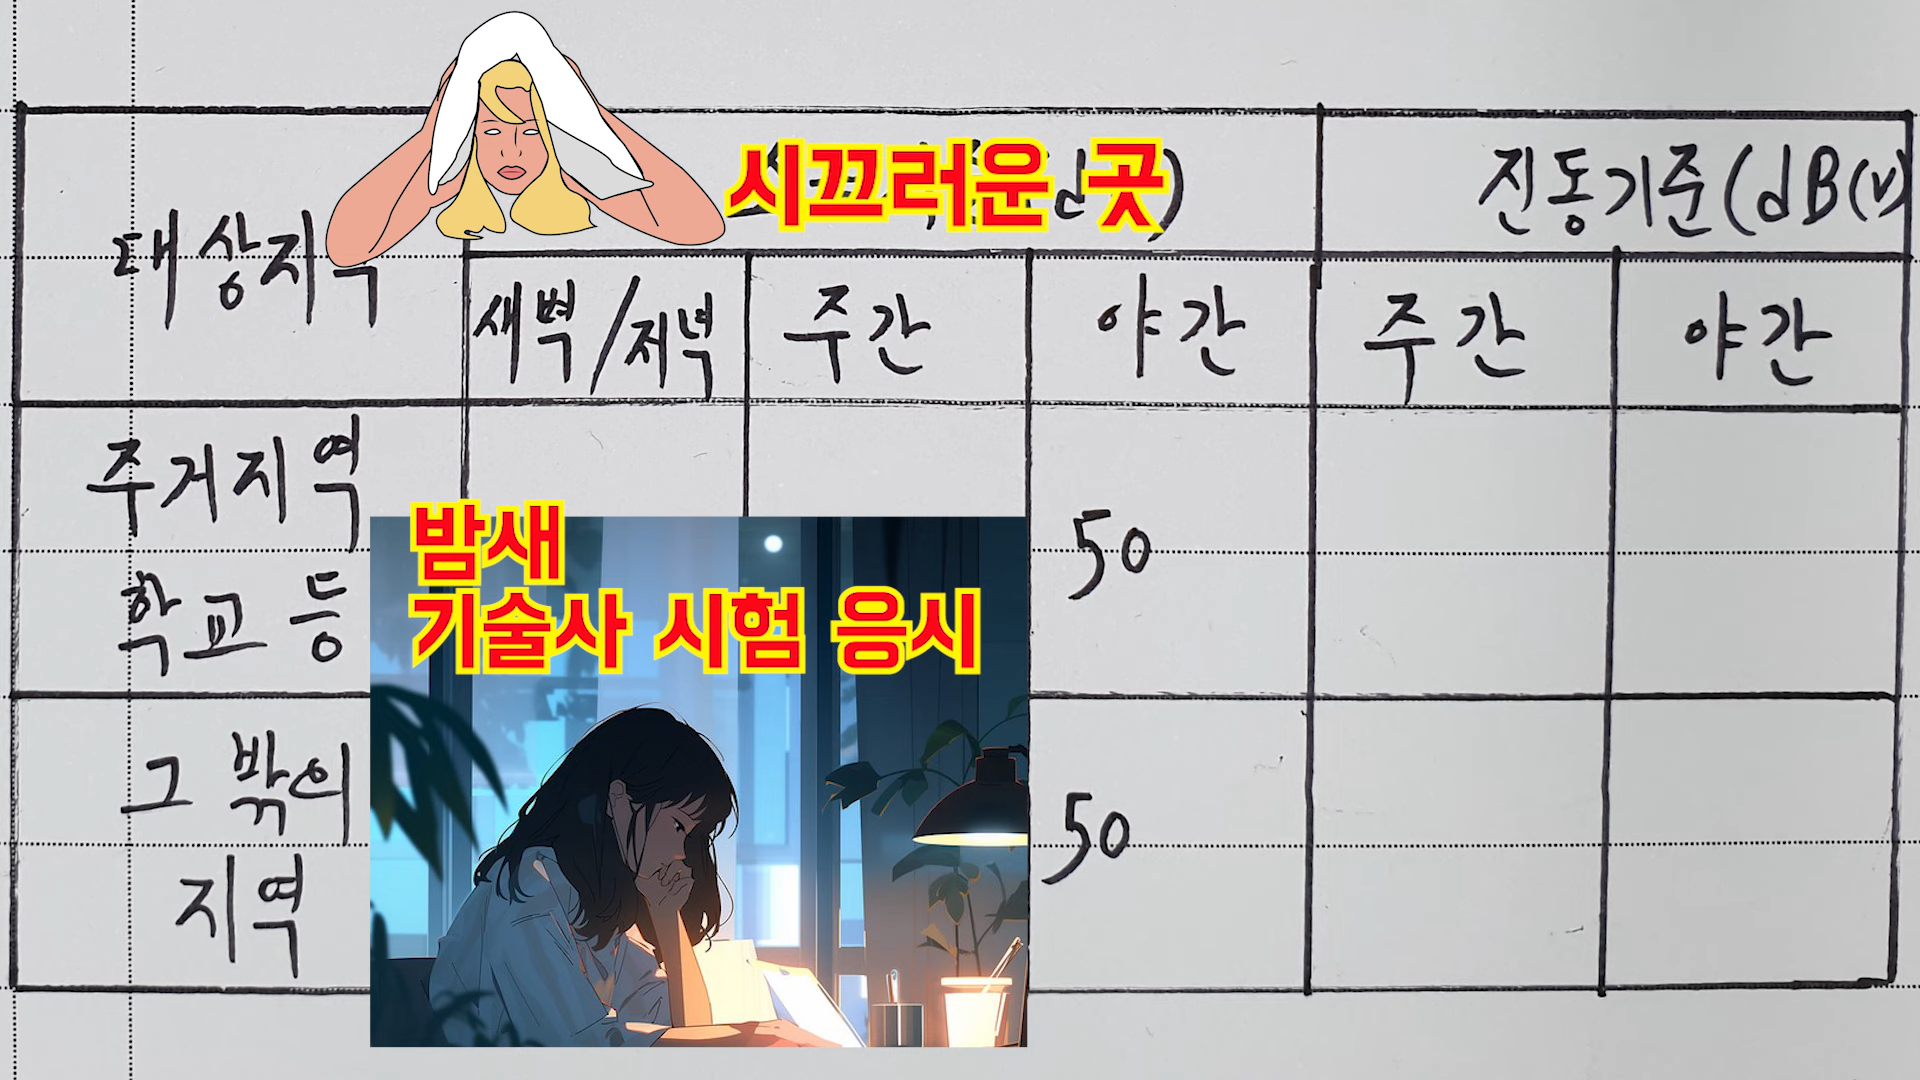 시끄러운 곳
)
진동기준(dB(V)
대상지역
새벽/저녁
주간
야간
주간
야간
주거지역
학교 등
50
밤새
기술사 시험 응시
그 밖의
지역
50